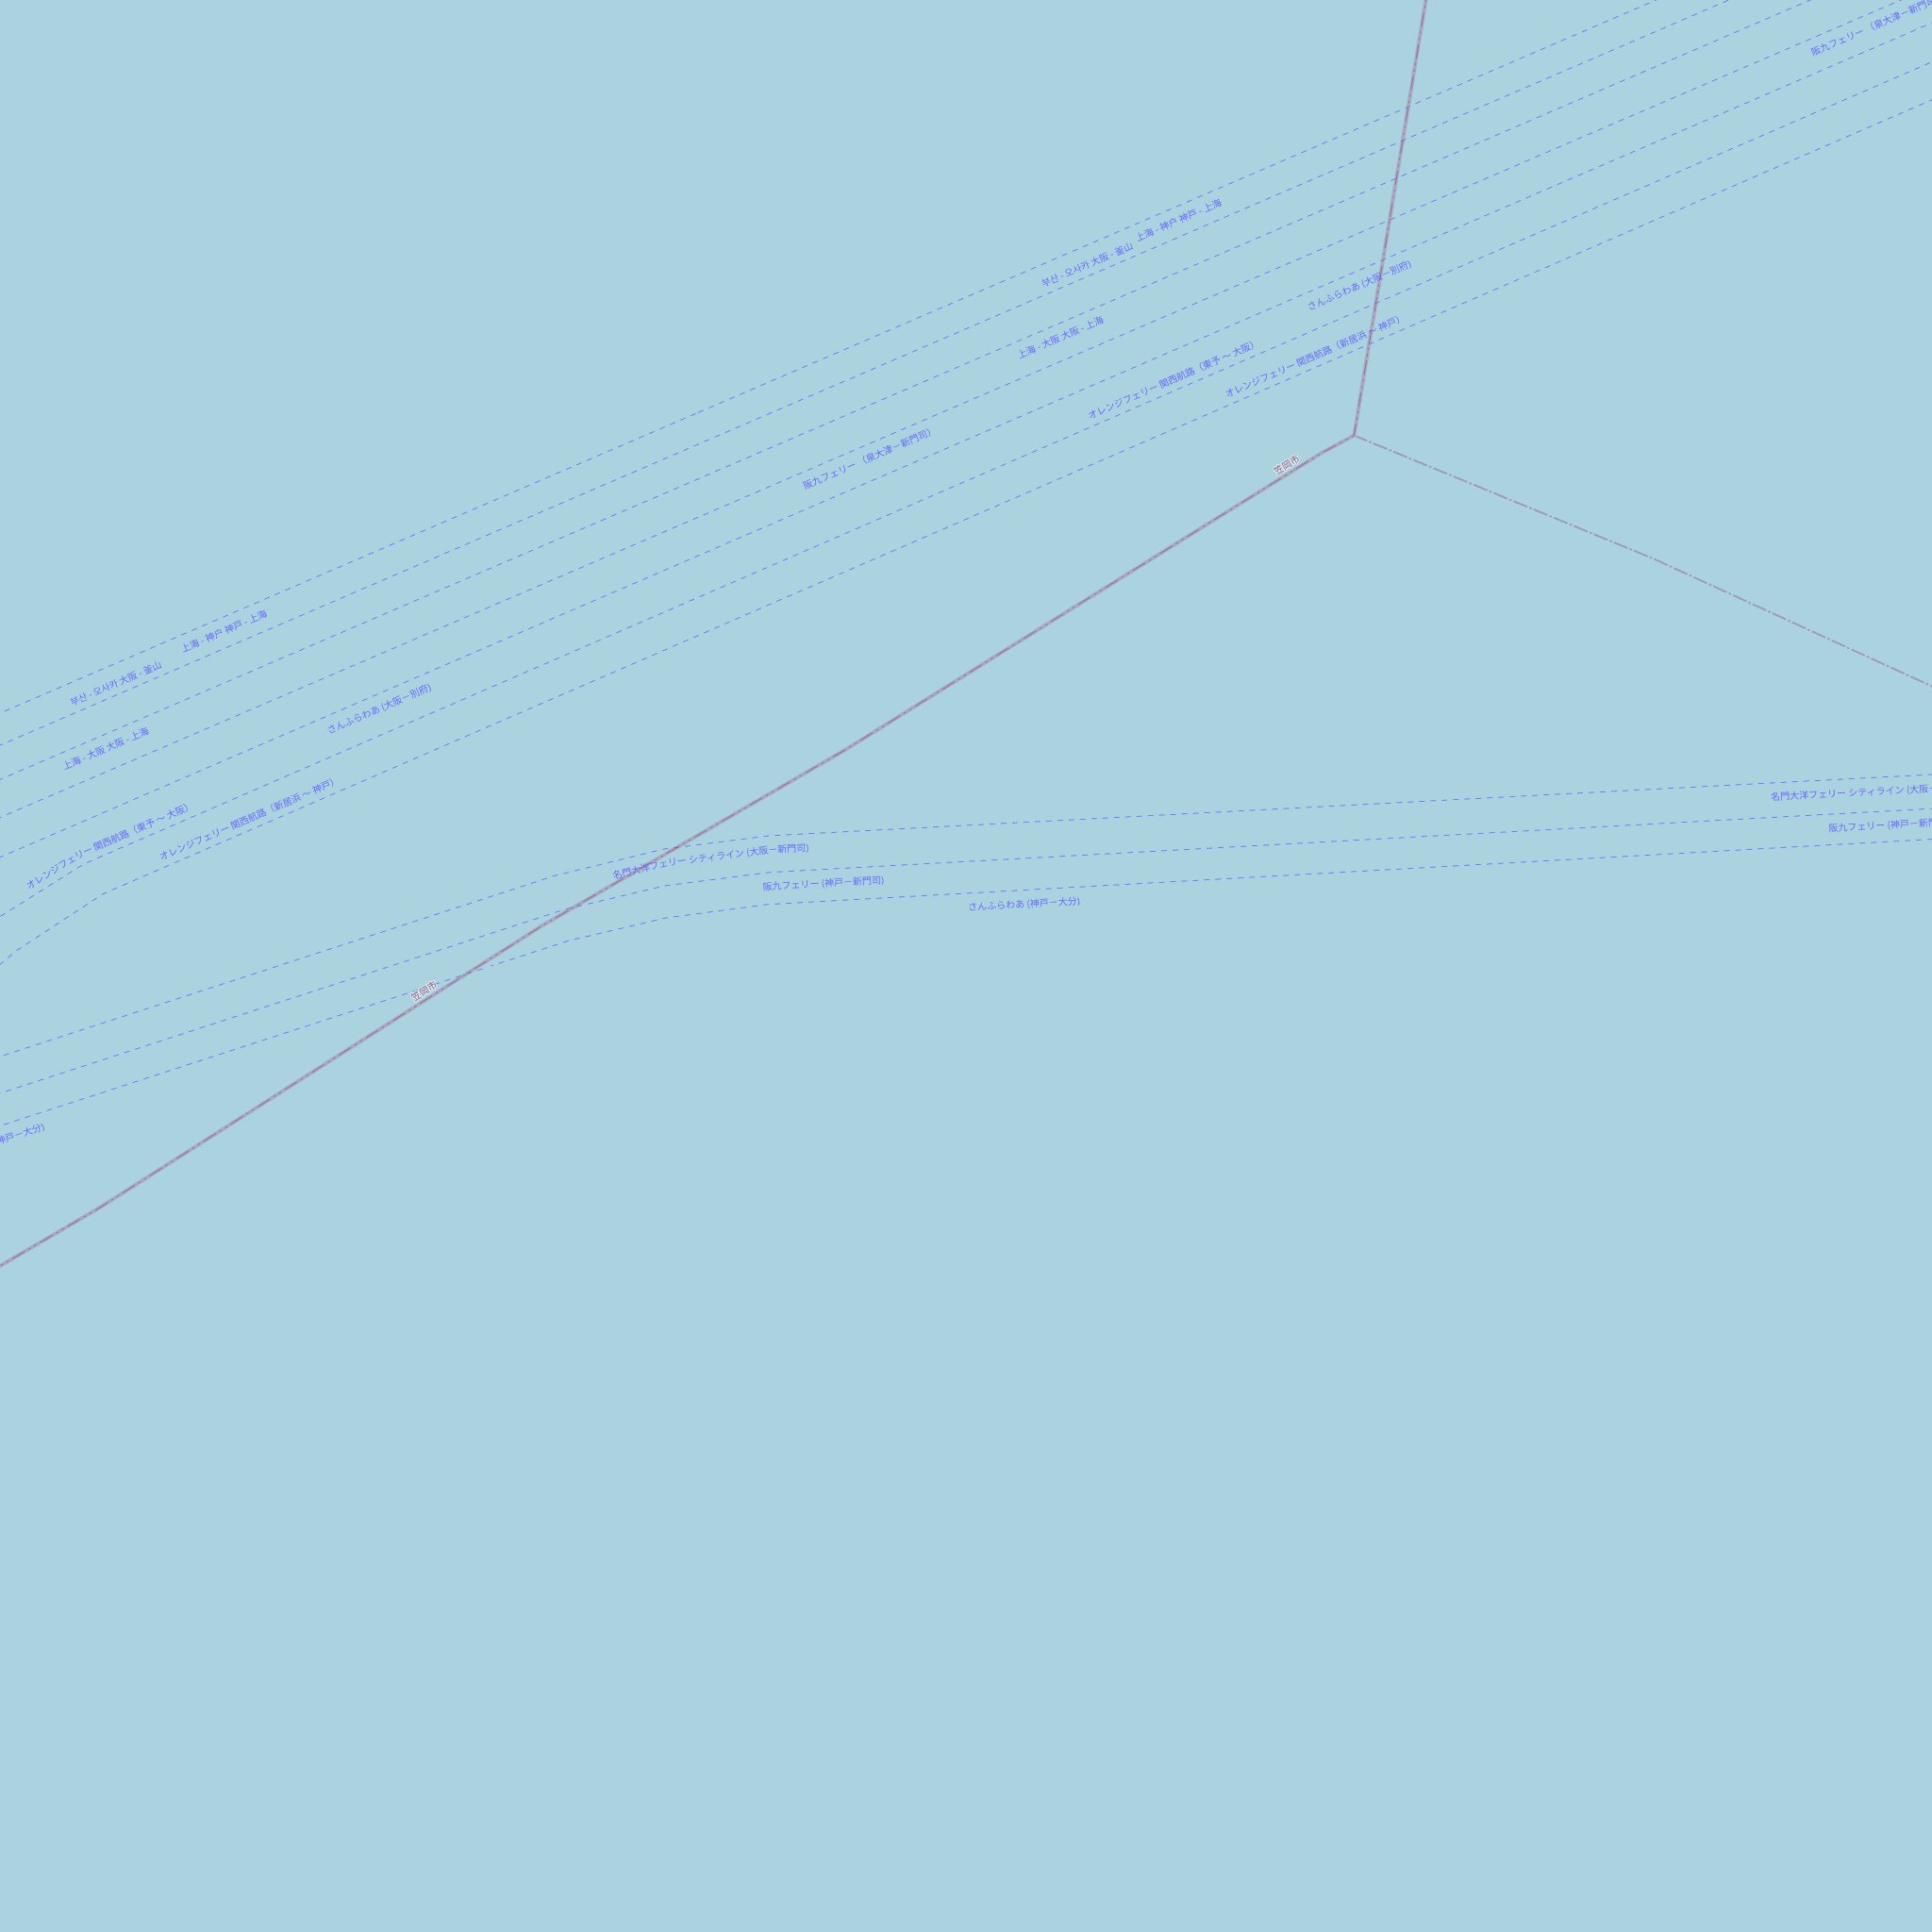 阪九フェリー （泉大津－新門司
부산 - 오사카 大阪 - 釜山
上海 - 神户 神戸 - 上海
さんふらわあ (大阪－別府)
上海 - 大阪 大阪 - 上海
オレンジフェリー 関西航路（東予 ～ 大阪）
オレンジフェリー 関西航路（新居浜 ～ 神戸）
阪九フェリー （泉大津－新門司）
笠岡市
上海 - 神户 神戸 - 上海
부산 - 오사카 大阪 - 釜山
さんふらわあ (大阪－別府)
上海 - 大阪 大阪 - 上海
オレンジフェリー 関西航路（東予 ～ 大阪）
オレンジフェリー 関西航路（新居浜 ～ 神戸）
名門大洋フェリー シティライン (大阪－
阪九フェリー (神戸－新門
名門大洋フェリー シティライン (大阪－新門司)
阪九フェリー (神戸－新門司)
さんふらわあ (神戸－大分)
笠岡市
神戸－大分)